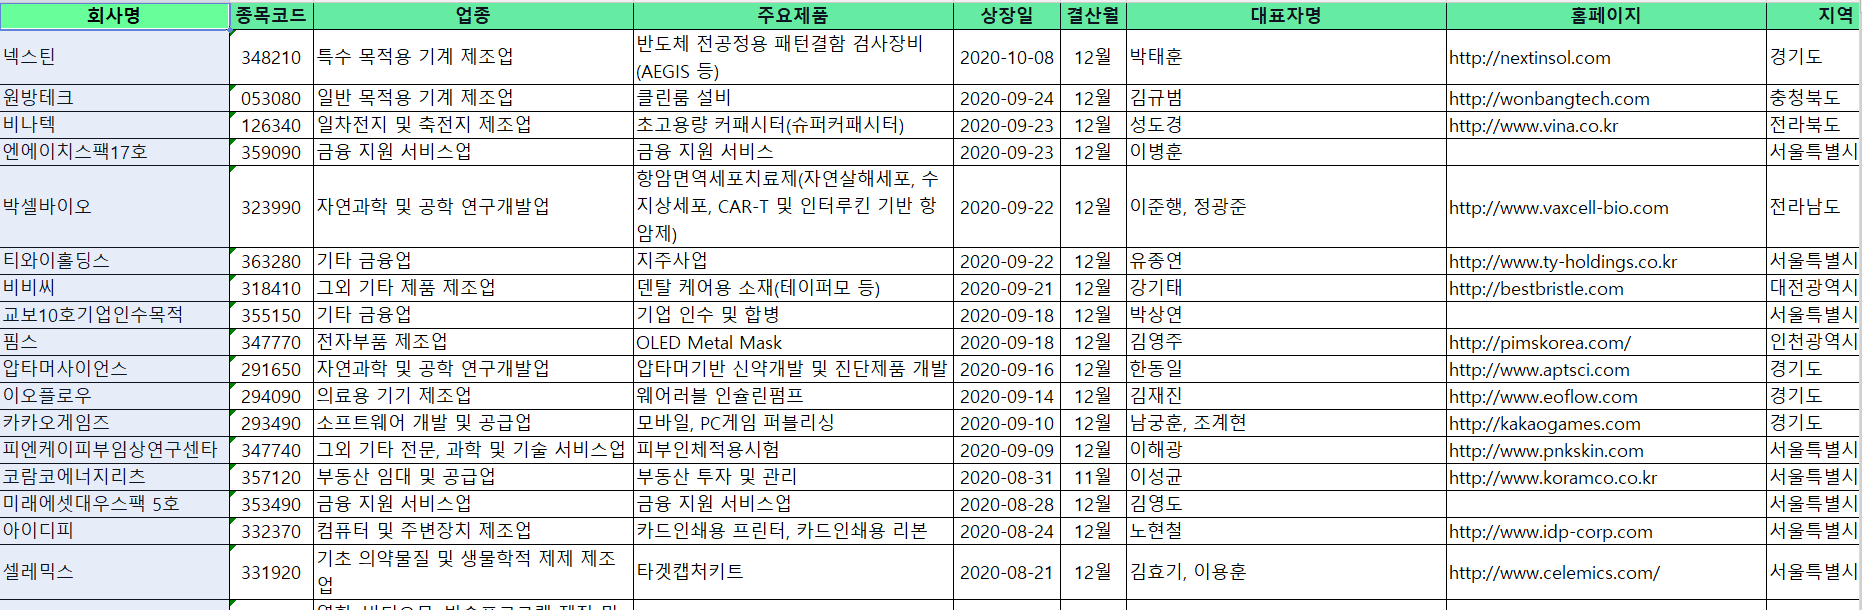 회사명 종목코드 업종 주요제품 상장일 결산월 대표자명 홈페이지 지역
넥스틴 348210 특수 목적용 기계 제조업 반도체 전공정용 패턴결함 검사장비 (AEGIS 등) 2020-10-08 12월 박태훈 http://nextinsol.com 경기도
원방테크 053080 일반 목적용 기계 제조업 클린룸 설비 2020-09-24 12월 김규범 http://wonbangtech.com 충청북도
비나텍 126340 일차전지 및 축전지 제조업 초고용량 커패시터(슈퍼커패시터) 2020-09-23 12월 성도경 http://www.vina.co.kr 전라북도
엔에이치스팩17호 359090 금융 지원 서비스업 금융 지원 서비스 2020-09-23 12월 이병훈 서울특별시
박셀바이오 323990 자연과학 및 공학 연구개발업 항암면역세포치료제(자연살해세포, 수지상세포, CAR-T 및 인터루킨 기반 항암제) 2020-09-22 12월 이준행, 정광준 http://www.vaxcell-bio.com 전라남도
티와이홀딩스 363280 기타 금융업 지주사업 2020-09-22 12월 유종연 http://www.ty-holdings.co.kr 서울특별시
비비씨 318410 그외 기타 제품 제조업 덴탈 케어용 소재(테이퍼모 등) 2020-09-21 12월 강기태 http://bestbristle.com 대전광역시
교보10호기업인수목적 355150 기타 금융업 기업 인수 및 합병 2020-09-18 12월 박상연 서울특별시
핌스 347770 전자부품 제조업 OLED Metal Mask 2020-09-18 12월 김영주 http://pimskorea.com/ 인천광역시
압타머사이언스 291650 자연과학 및 공학 연구개발업 압타머기반 신약개발 및 진단제품 개발 2020-09-16 12월 한동일 http://www.aptsci.com 경기도
이오플로우 294090 의료용 기기 제조업 웨어러블 인슐린펌프 2020-09-14 12월 김재진 http://www.eoflow.com 경기도
카카오게임즈 293490 소프트웨어 개발 및 공급업 모바일, PC게임 퍼블리싱 2020-09-10 12월 남궁훈, 조계현 http://kakaogames.com 경기도
피엔케이피부임상연구센타 347740 그외 기타 전문, 과학 및 기술 서비스업 피부인체적용시험 2020-09-09 12월 이해광 http://www.pnkskin.com 서울특별시
코람코에너지리츠 357120 부동산 임대 및 공급업 부동산 투자 및 관리 2020-08-31 11월 이성균 http://www.koramco.co.kr 서울특별시
미래에셋대우스팩 5호 353490 금융 지원 서비스업 금융 지원 서비스업 2020-08-28 12월 김영도 서울특별시
아이디피 332370 컴퓨터 및 주변장치 제조업 카드인쇄용 프린터, 카드인쇄용 리본 2020-08-24 12월 노현철 http://www.idp-corp.com 서울특별시
셀레믹스 331920 기초 의약물질 및 생물학적 제제 제조업 타겟캡처키트 2020-08-21 12월 김효기, 이용훈 http://www.celemics.com/ 서울특별시